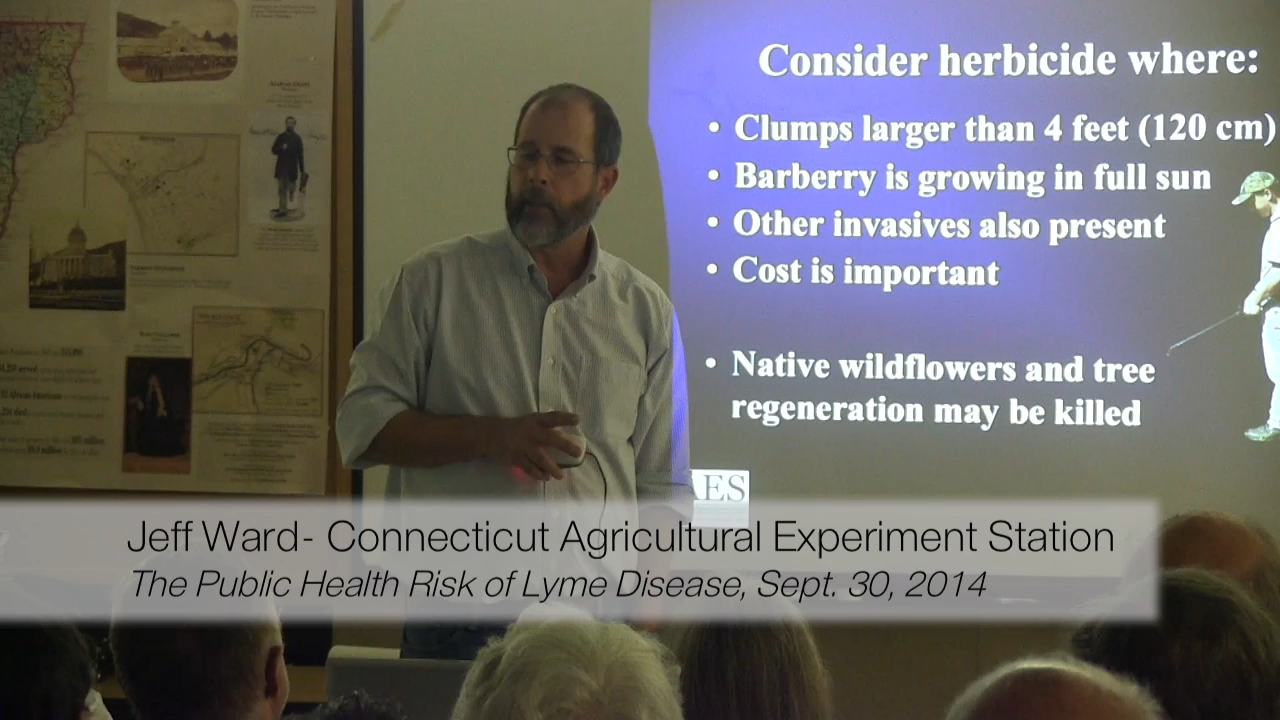 Consider herbicide where:
• Clumps larger than 4 feet (120 cm)
• Barberry is growing in full sun
• Other invasives also present
• Cost is important
• Native wildflowers and tree
regeneration may be killed
AES
Jeff Ward- Connecticut Agricultural Experiment Station
The Public Health Risk of Lyme Disease, Sept. 30, 2014